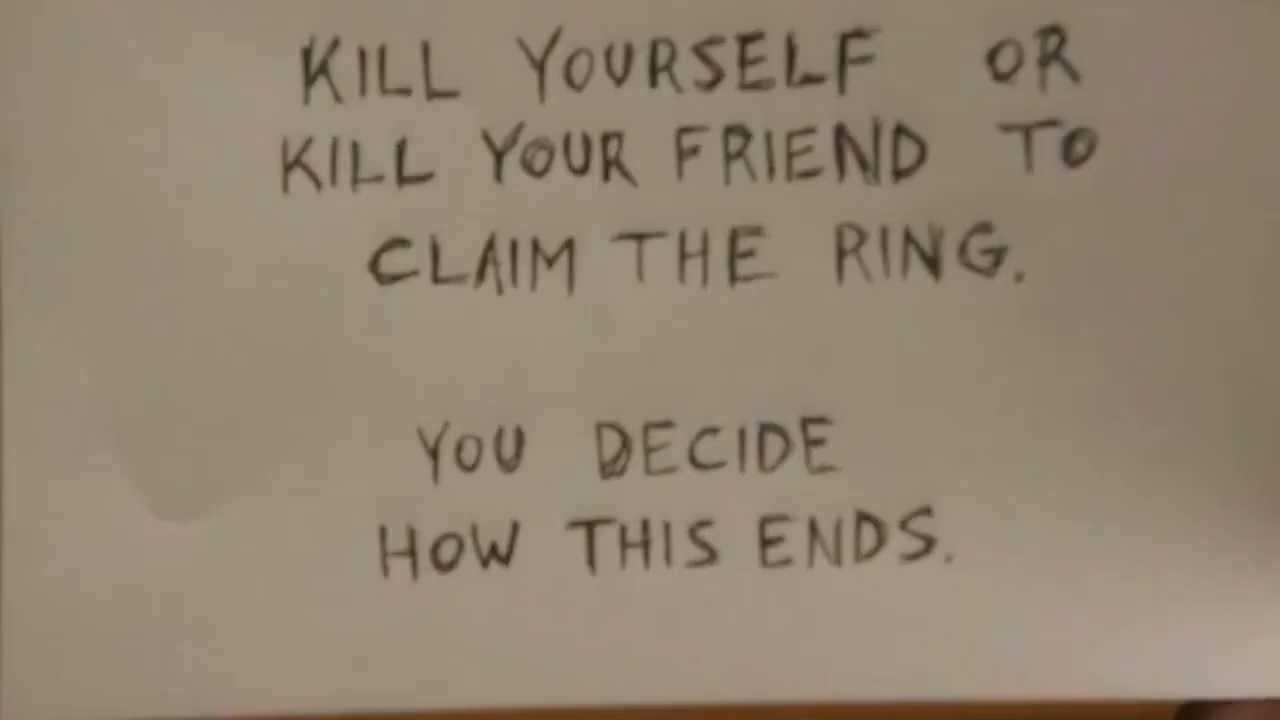 KILL YOURSELF OR
KILL YOUR FRIEND TO
CLAIM THE RING.
YOU DECIDE
HOW THIS ENDS.